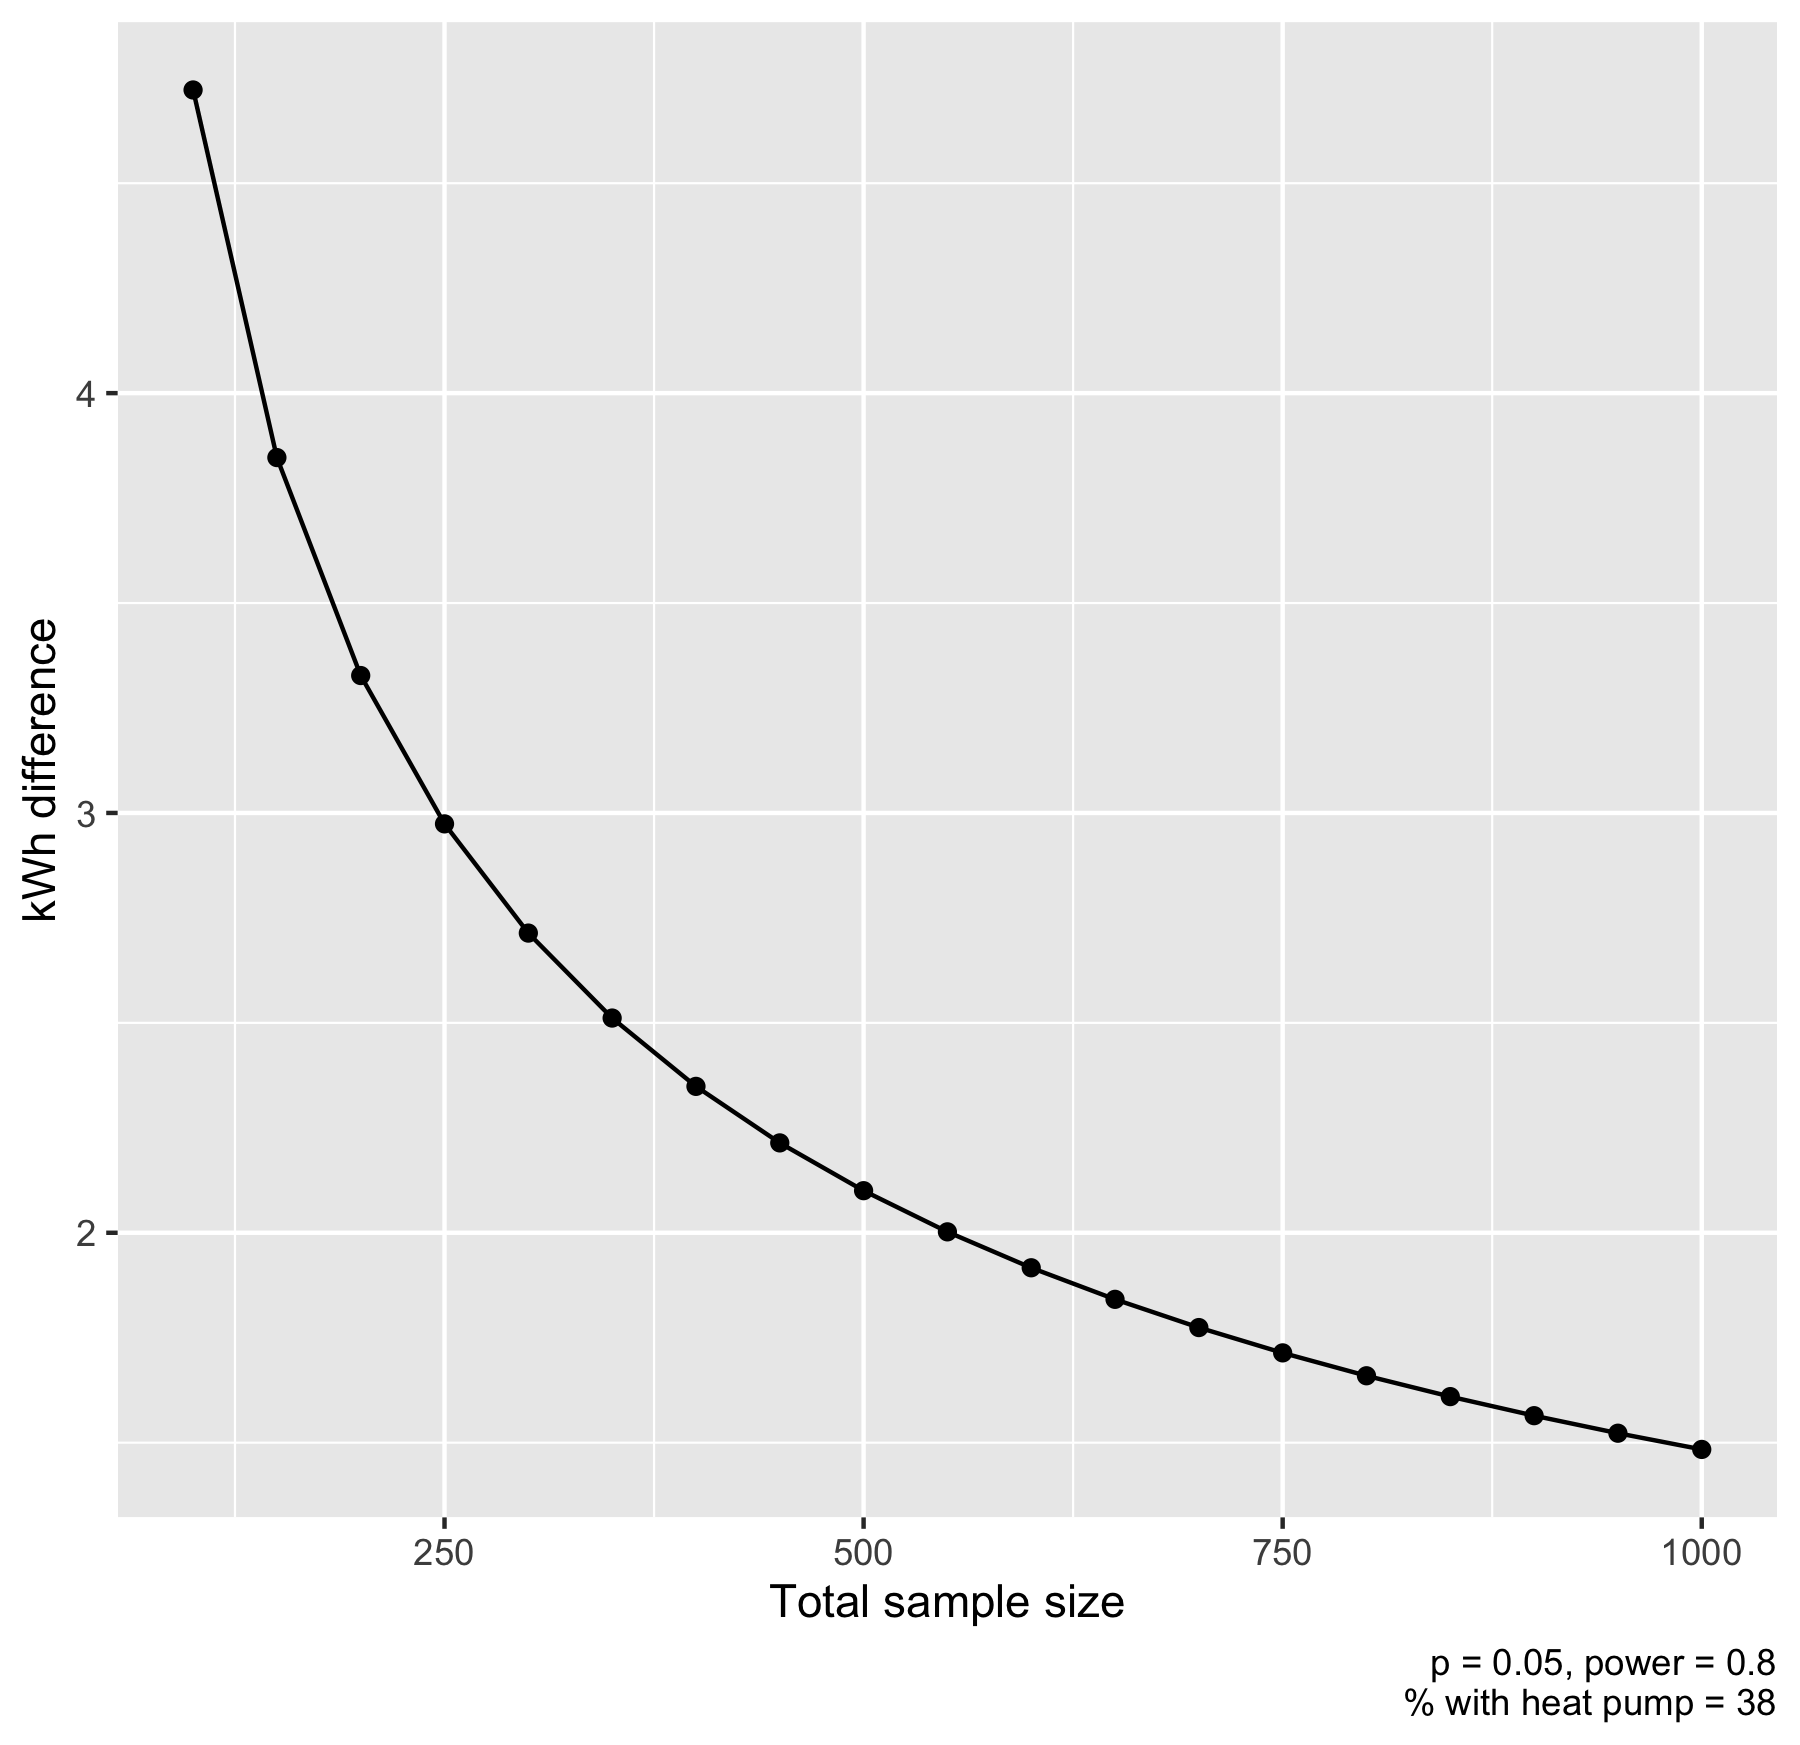 4
3
2
kWh difference
250 500 750 1000
Total sample size
p = 0.05, power = 0.8
% with heat pump = 38